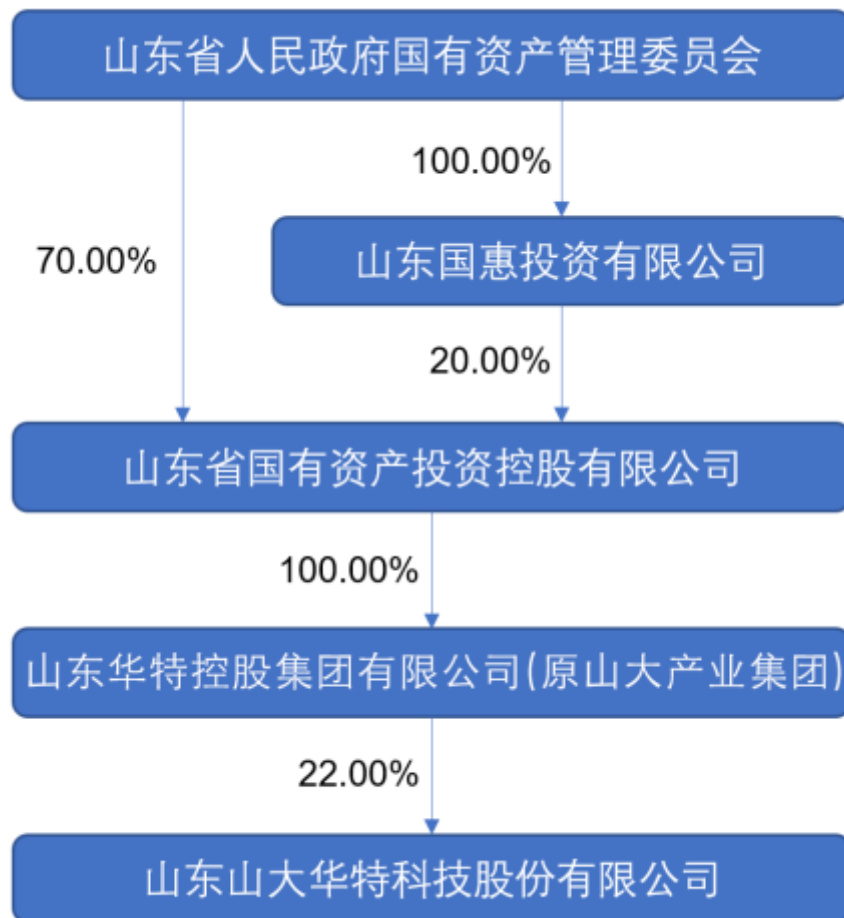 山东省人民政府国有资产管理委员会
100.00%
70.00%
山东国惠投资有限公司
20.00%
山东省国有资产投资控股有限公司
100.00%
山东华特控股集团有限公司(原山大产业集团)
22.00%
山东山大华特科技股份有限公司